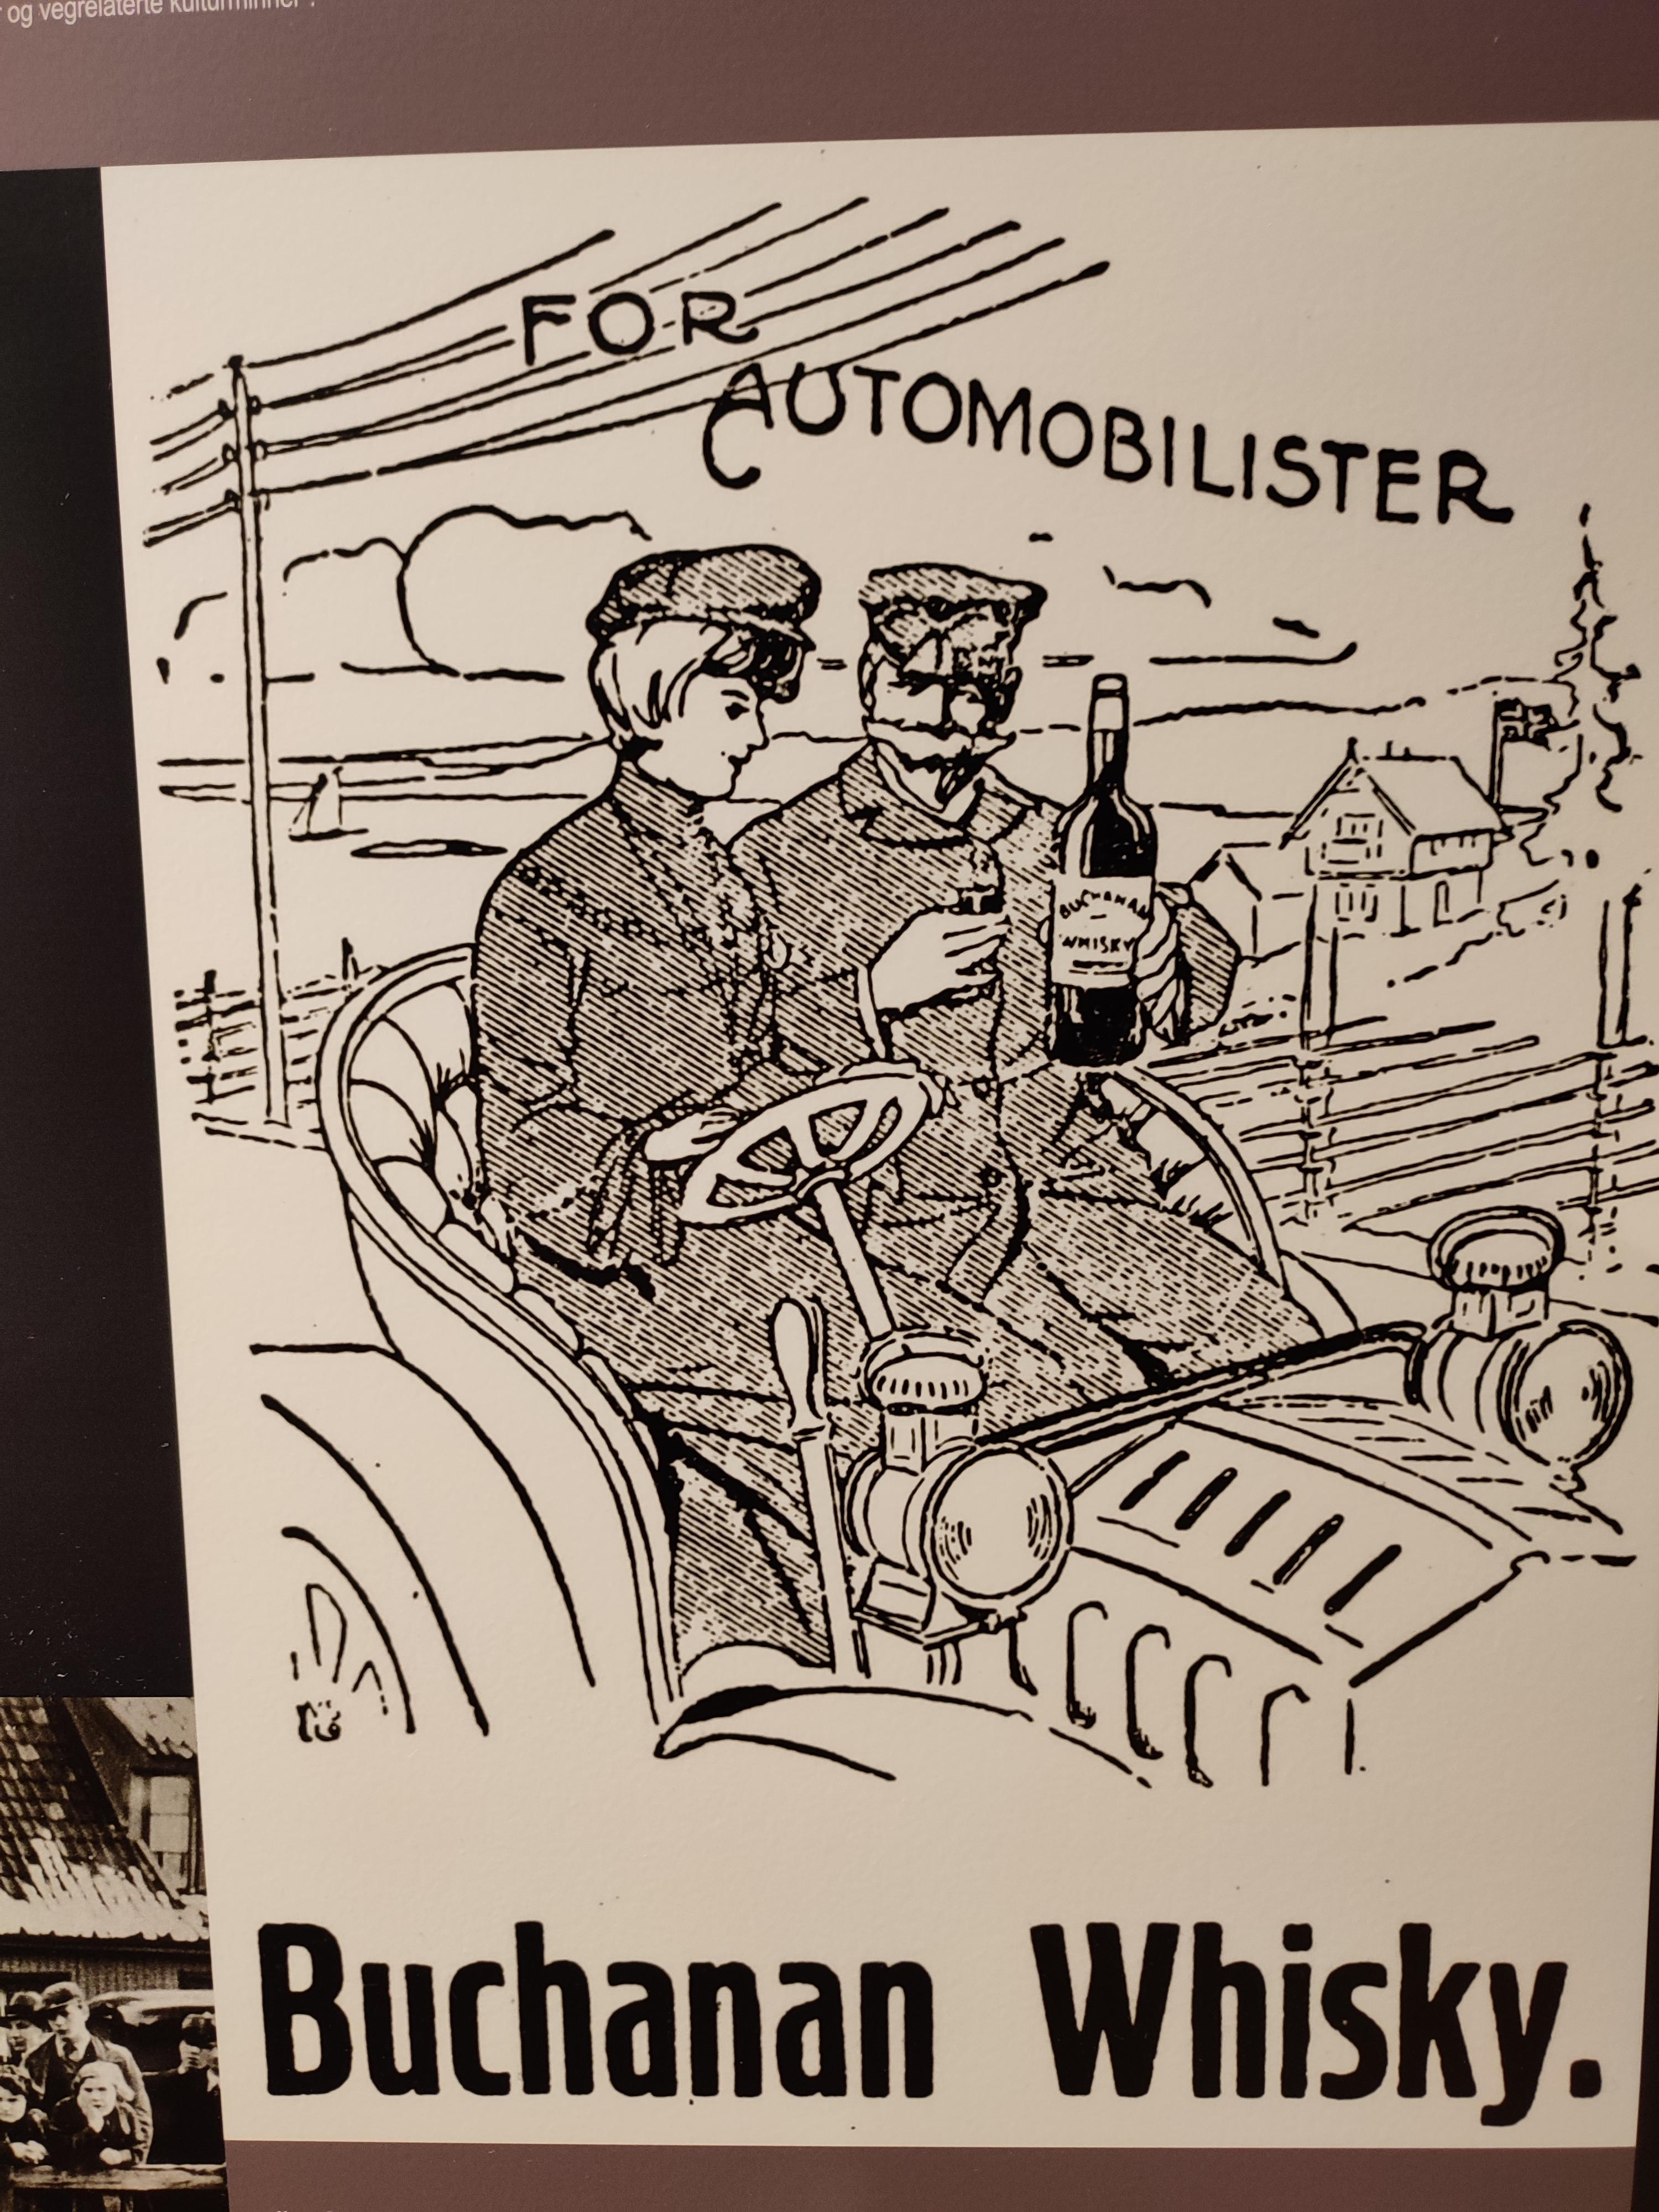 og vegrelaterte kulturminner".
FOR
AUTOMOBILISTER
BUCHANAN
WHISKY
Buchanan Whisky.